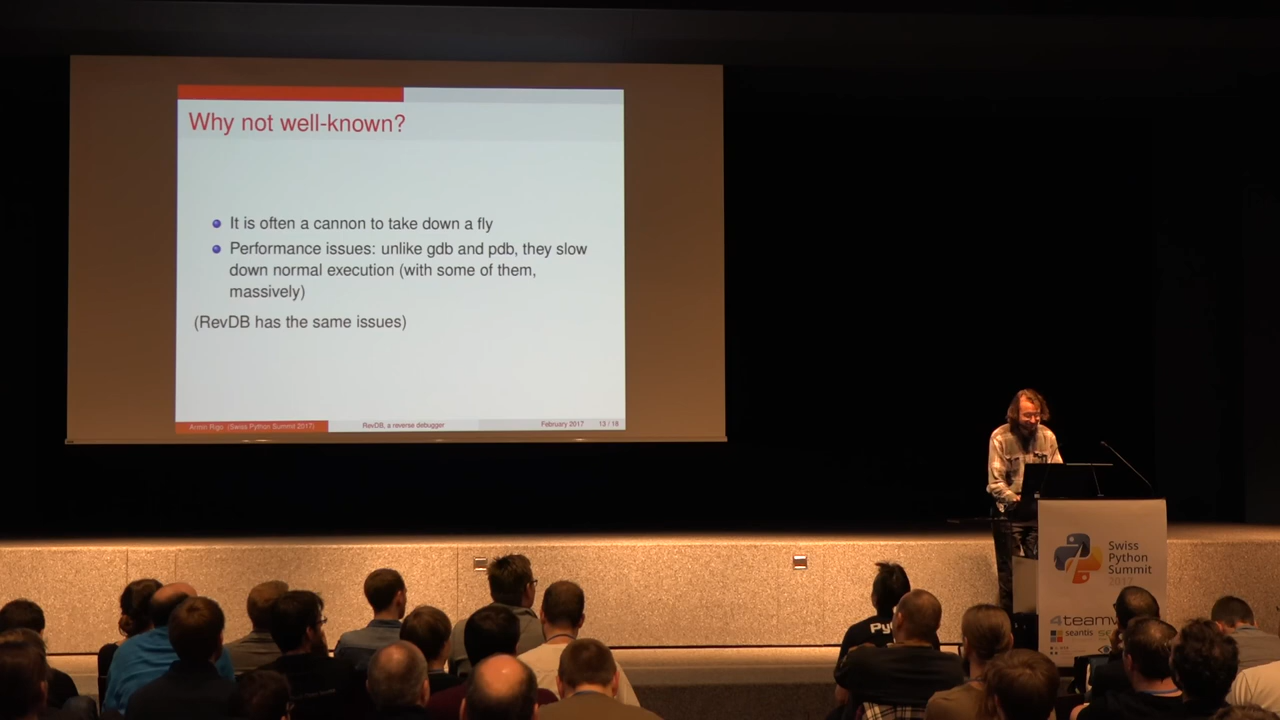 Why not well-known?
It is often a cannon to take down a fly
Performance issues: unlike gdb and pdb, they slow
down normal execution (with some of them,
massively)
(RevDB has the same issues)
Armin Rigo (Swiss Python Summit 2017)
RevDB, a reverse debugger
February 2017
13 / 18
Swiss
Python
Summit
2017
4teamw
seantis
Py